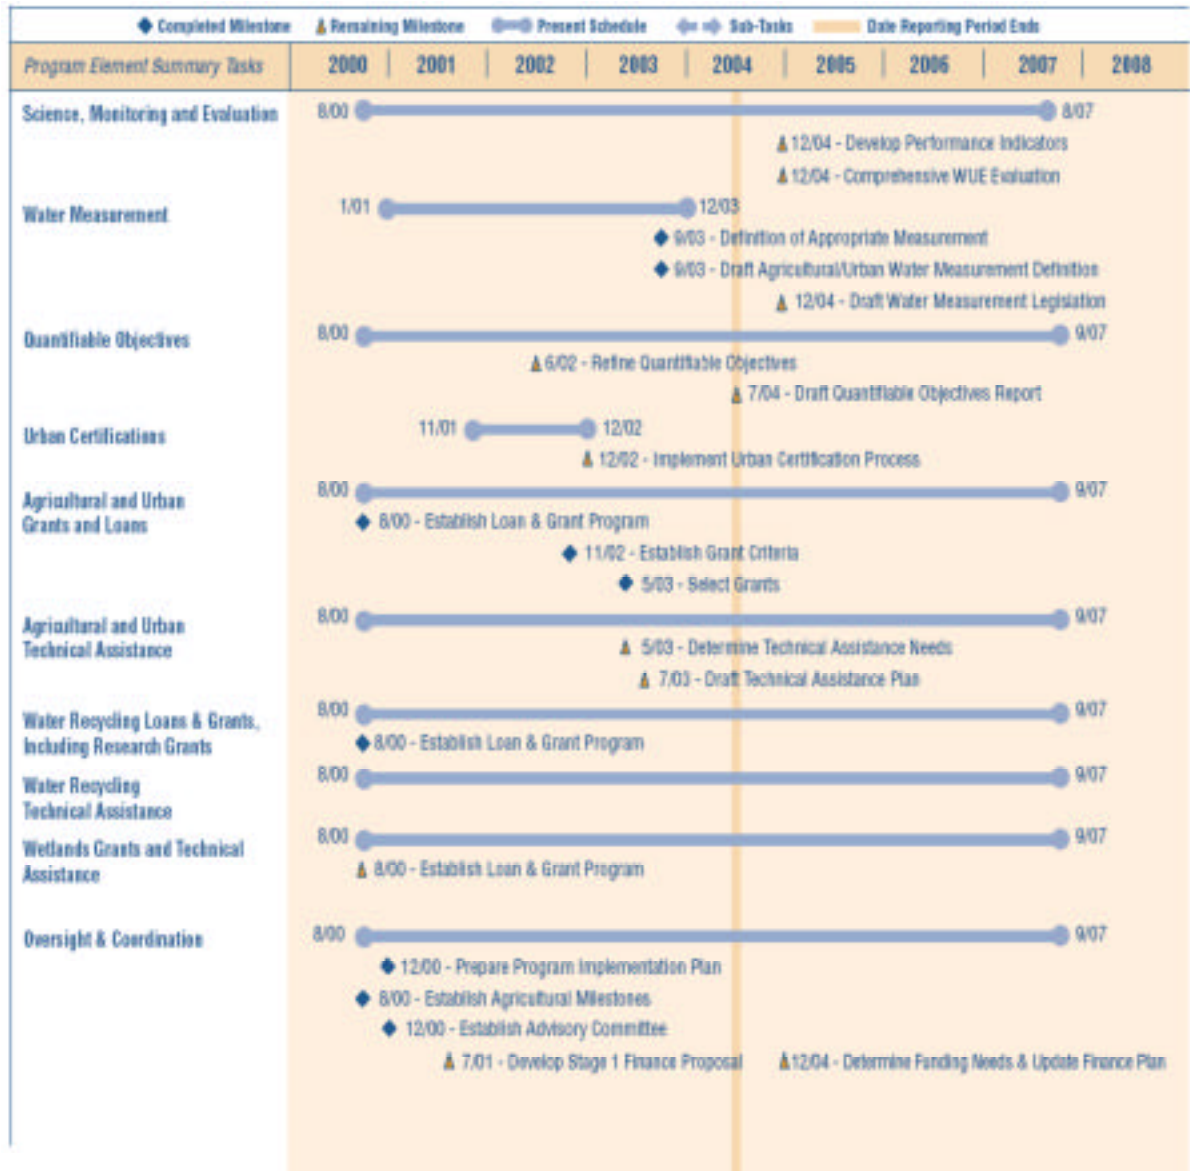 Completed Milestone Remaining Milestone Present Schedule Sub-Tasks Date Reporting Period Ends
Program Element Summary Tasks 2000 2001 2002 2003 2004 2005 2006 2007 2008
Science, Monitoring and Evaluation 8/00 8/07
12/04 - Develop Performance Indicators
12/04 - Comprehensive WUE Evaluation
Water Measurement 1/01 12/03
9/03 - Definition of Appropriate Measurement
9/03 - Draft Agricultural/Urban Water Measurement Definition
12/04 - Draft Water Measurement Legislation
Quantifiable Objectives 8/00 9/07
6/02 - Refine Quantifiable Objectives
7/04 - Draft Quantifiable Objectives Report
Urban Certifications 11/01 12/02
12/02 - Implement Urban Certification Process
Agricultural and Urban
Grants and Loans
8/00 9/07
8/00 - Establish Loan & Grant Program
11/02 - Establish Grant Criteria
5/03 - Select Grants
Agricultural and Urban
Technical Assistance
8/00 9/07
5/03 - Determine Technical Assistance Needs
7/03 - Draft Technical Assistance Plan
Water Recycling Loans & Grants,
Including Research Grants
8/00 9/07
8/00 - Establish Loan & Grant Program
Water Recycling
Technical Assistance
8/00 9/07
Wetlands Grants and Technical
Assistance
8/00 9/07
8/00 - Establish Loan & Grant Program
Oversight & Coordination 8/00 9/07
12/00 - Prepare Program Implementation Plan
8/00 - Establish Agricultural Milestones
12/00 - Establish Advisory Committee
7/01 - Develop Stage 1 Finance Proposal 12/04 - Determine Funding Needs & Update Finance Plan